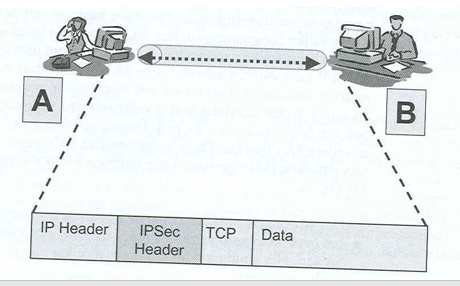 A
B
IP Header
IPSec
Header
TCP
Data